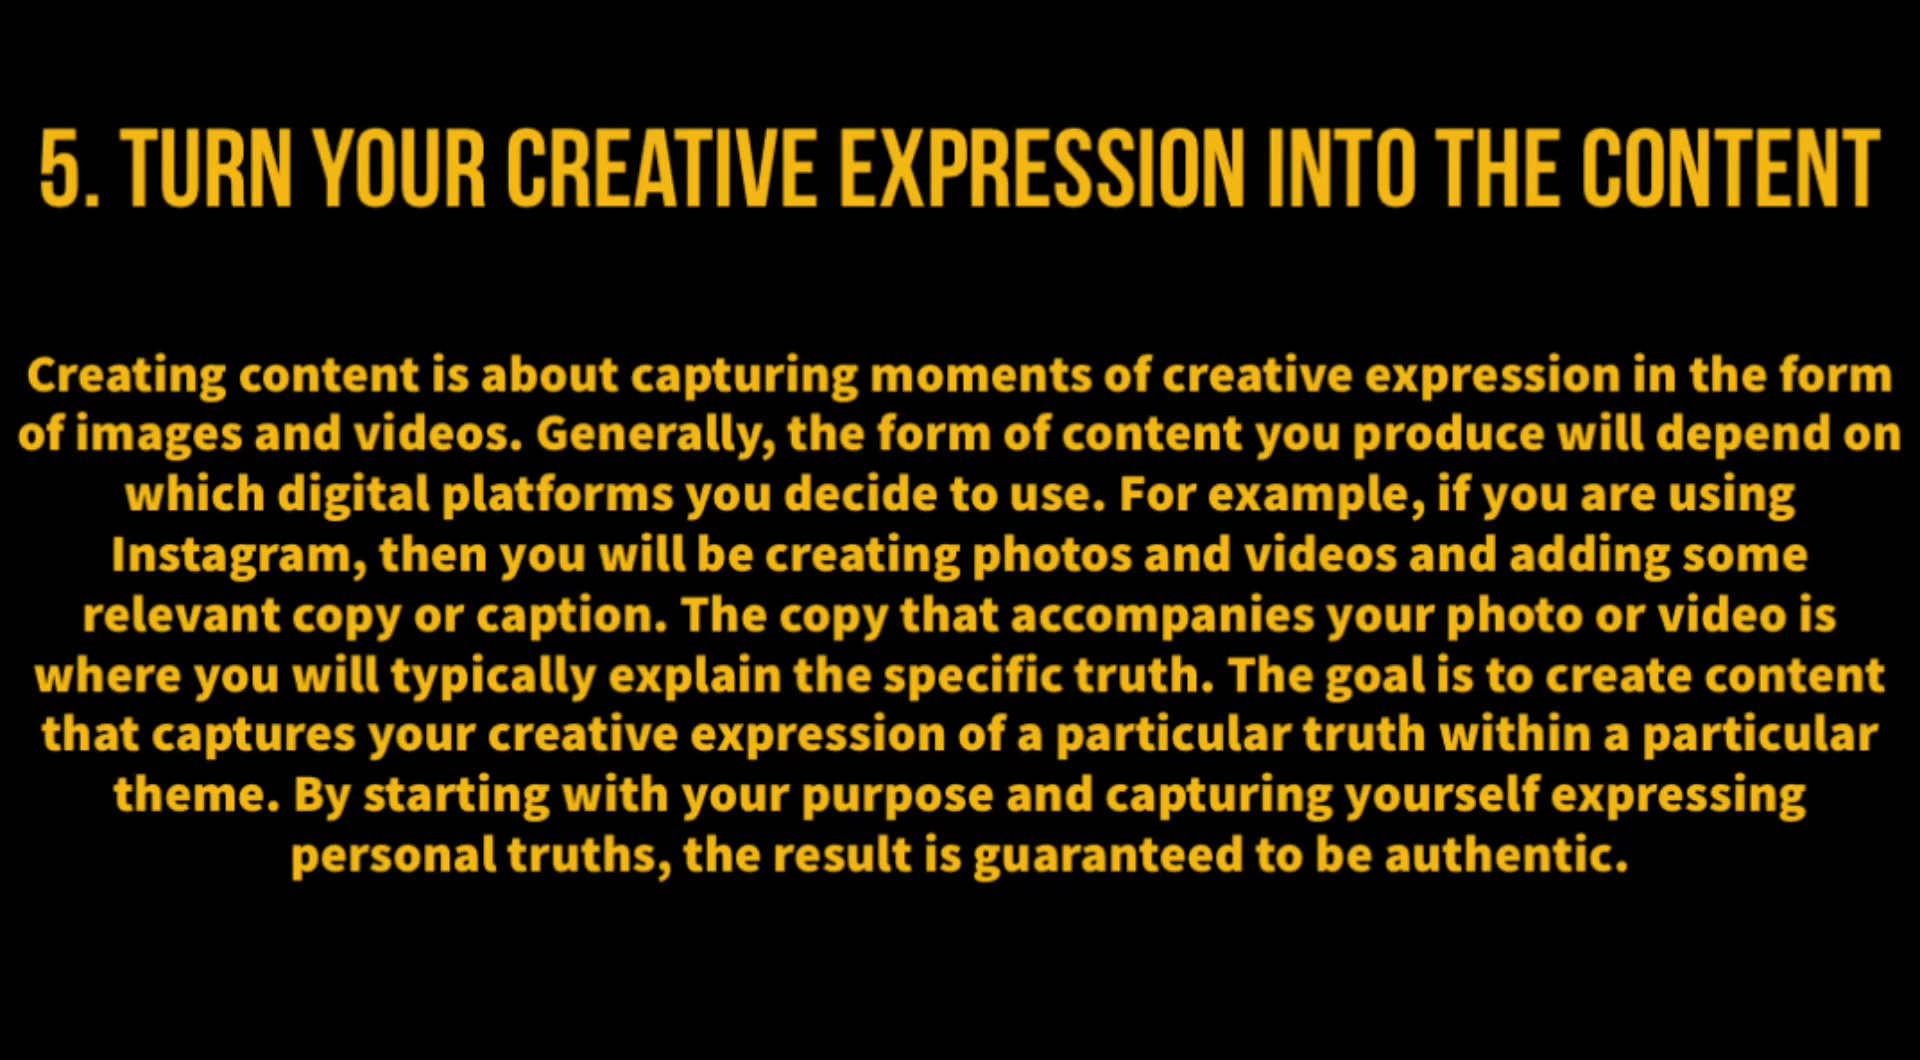 5. TURN YOUR CREATIVE EXPRESSION INTO THE CONTENT
Creating content is about capturing moments of creative expression in the form
of images and videos. Generally, the form of content you produce will depend on
which digital platforms you decide to use. For example, if you are using
Instagram, then you will be creating photos and videos and adding some
relevant copy or caption. The copy that accompanies your photo or video is
where you will typically explain the specific truth. The goal is to create content
that captures your creative expression of a particular truth within a particular
theme. By starting with your purpose and capturing yourself expressing
personal truths, the result is guaranteed to be authentic.